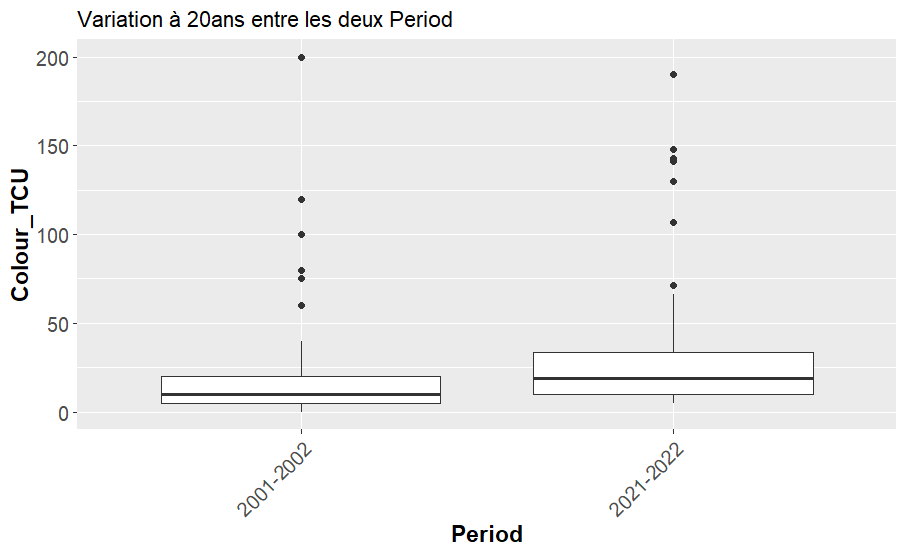 Variation à 20ans entre les deux Period
200
150
100
50
0
Colour_TCU
2001-2002
2021-2022
Period